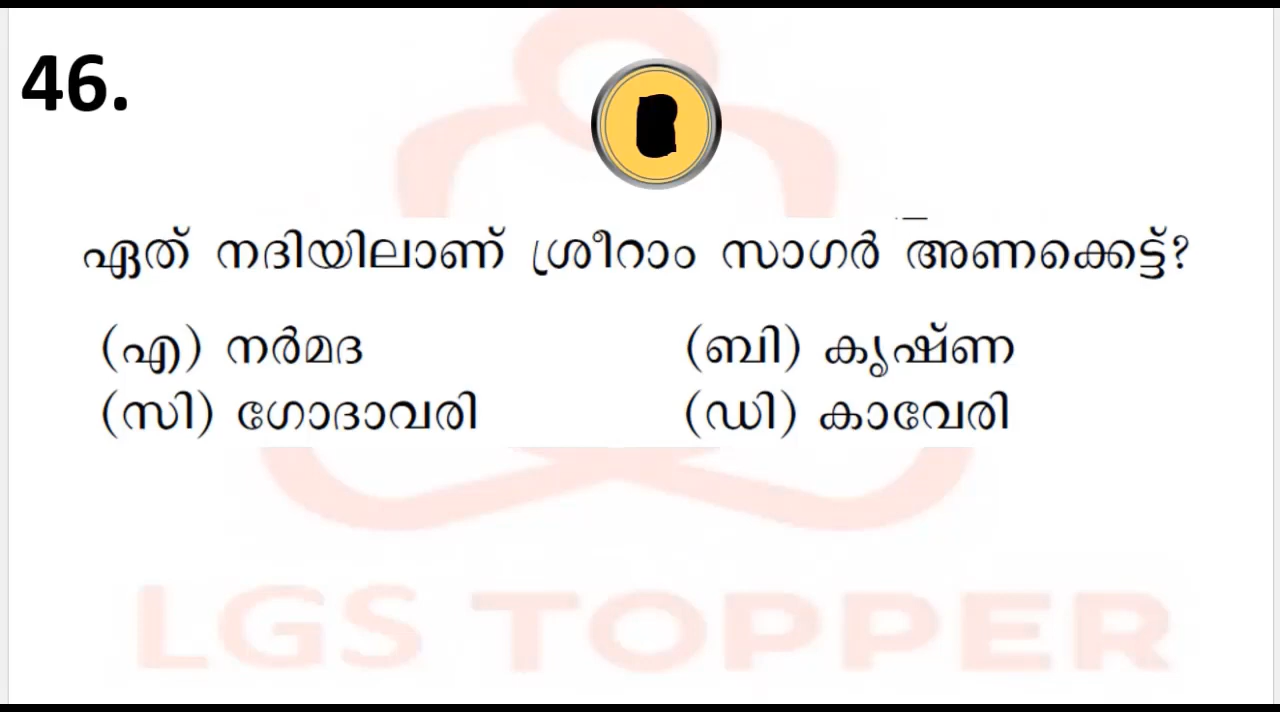 46.
ഏത് നദിയിലാണ് ശ്രീറാം സാഗർ അണക്കെട്ട്?
(എ) നർമദ (ബി) കൃഷ്ണ
(സി) ഗോദാവരി (ഡി) കാവേരി
LGS TOPPER